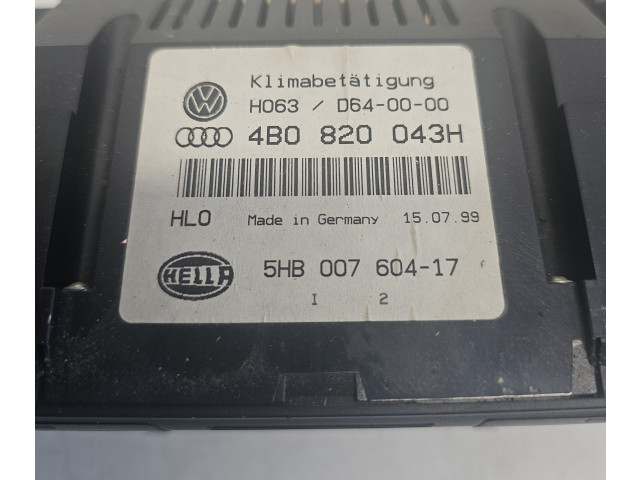 Klimabetätigung
H063 / D64-00-00
4B0 820 043H
HLO Made in Germany 15.07.99
HELLA 5HB 007 604-17
I 2